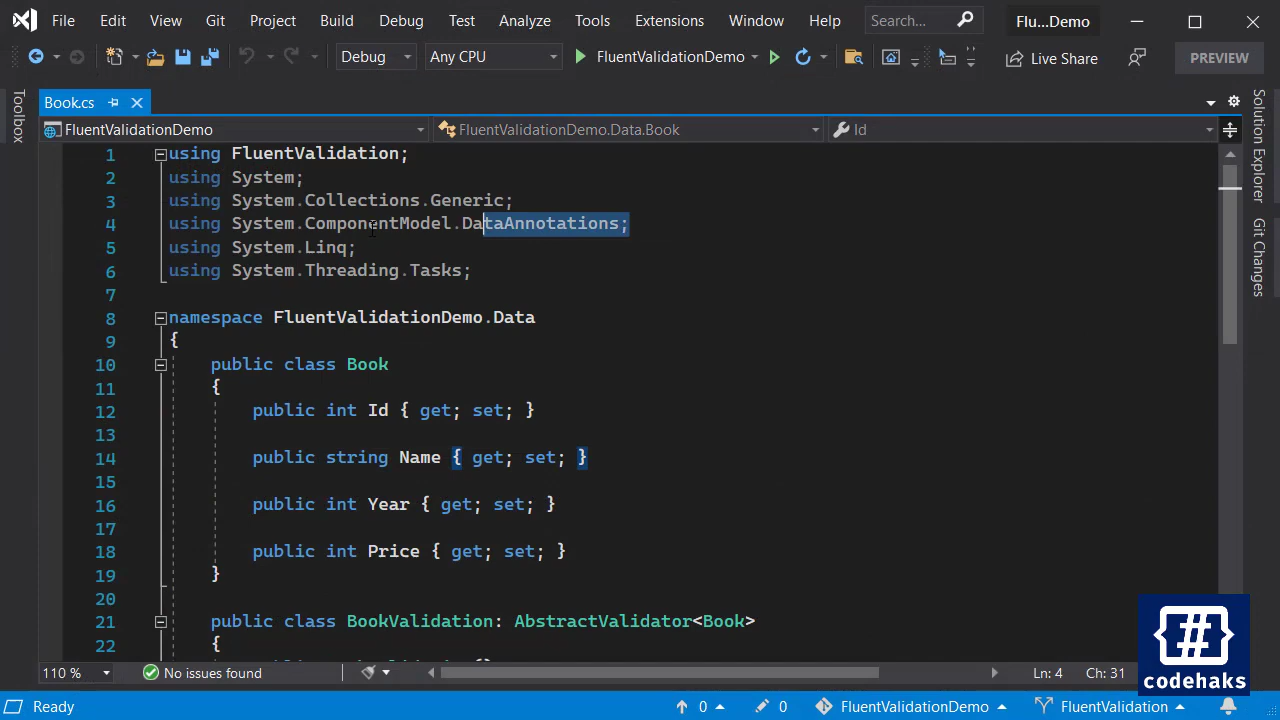 File Edit View Git Project Build Debug Test Analyze Tools Extensions Window Help Search... Flu...Demo
Debug Any CPU FluentValidationDemo Live Share PREVIEW
Toolbox
Book.cs
FluentValidationDemo FluentValidationDemo.Data.Book Id
1 using FluentValidation;
2 using System;
3 using System.Collections.Generic;
4 using System.ComponentModel.DataAnnotations;
5 using System.Linq;
6 using System.Threading.Tasks;
7
8 namespace FluentValidationDemo.Data
9 {
10 public class Book
11 {
12 public int Id { get; set; }
13
14 public string Name { get; set; }
15
16 public int Year { get; set; }
17
18 public int Price { get; set; }
19 }
20
21 public class BookValidation: AbstractValidator<Book>
22 {
Solution Explorer
Git Changes
110 % No issues found Ln: 4 Ch: 31
Ready 0 0 FluentValidationDemo FluentValidation
{#}
codehaks